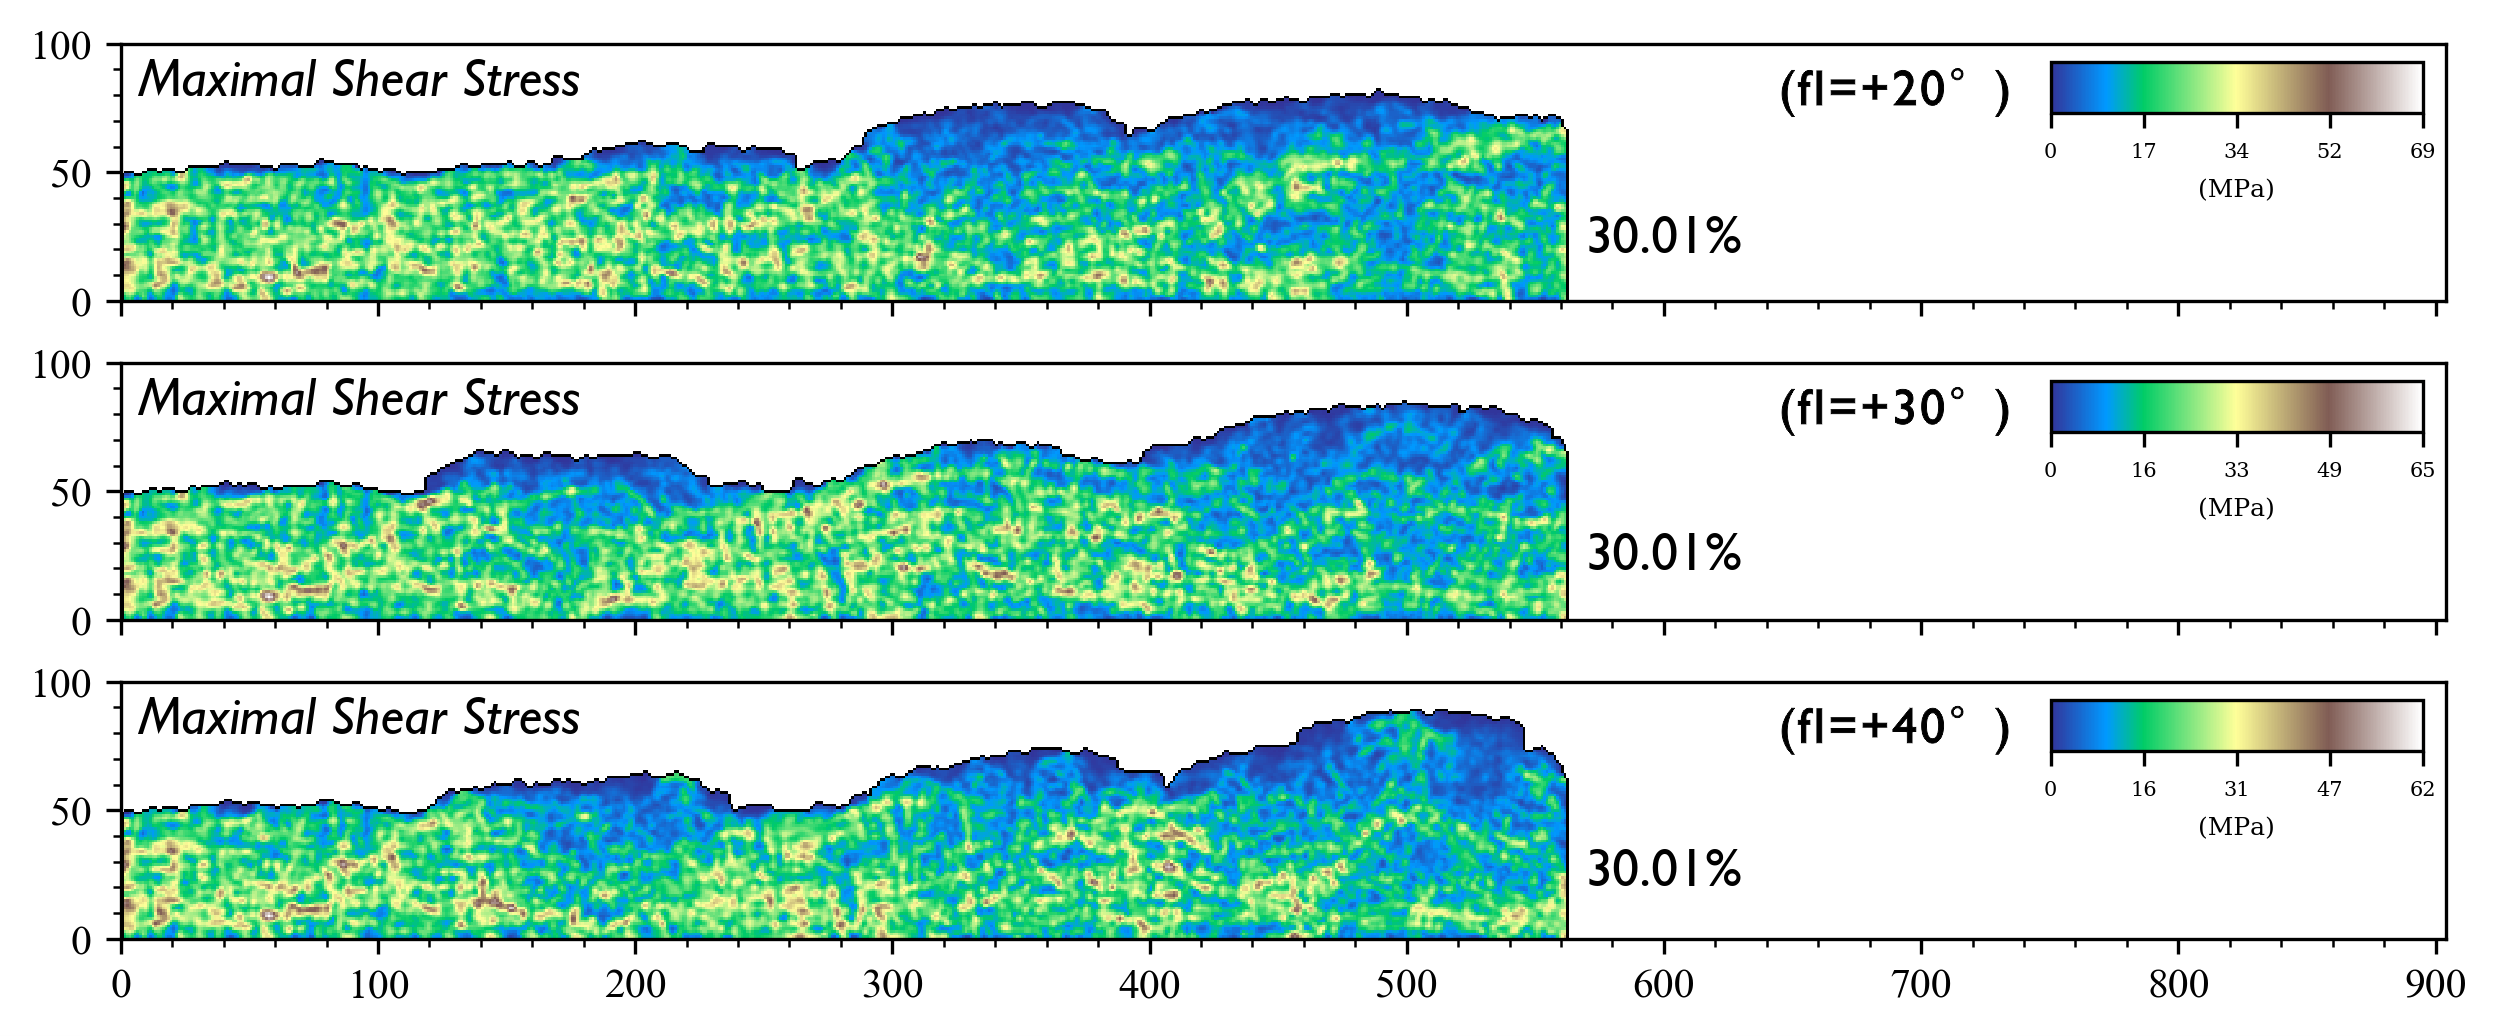 100
Maximal Shear Stress
(fl=+20° )
0 17 34 52 69
(MPa)
50
30.01%
0
100
Maximal Shear Stress
(fl=+30° )
0 16 33 49 65
(MPa)
50
30.01%
0
100
Maximal Shear Stress
(fl=+40° )
0 16 31 47 62
(MPa)
50
30.01%
0
0 100 200 300 400 500 600 700 800 900